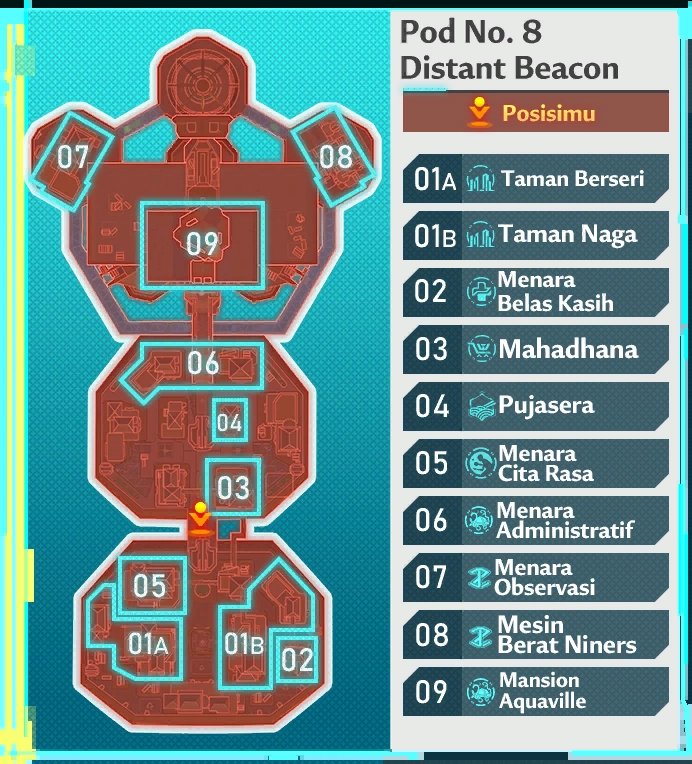 Pod No. 8
Distant Beacon
Posisimu
01A Taman Berseri
01B Taman Naga
02 Menara
Belas Kasih
03 Mahadhana
04 Pujasera
05 Menara
Cita Rasa
06 Menara
Administratif
07 Menara
Observasi
08 Mesin
Berat Niners
09 Mansion
Aquaville
07
08
09
06
04
03
05
01A
01B
02